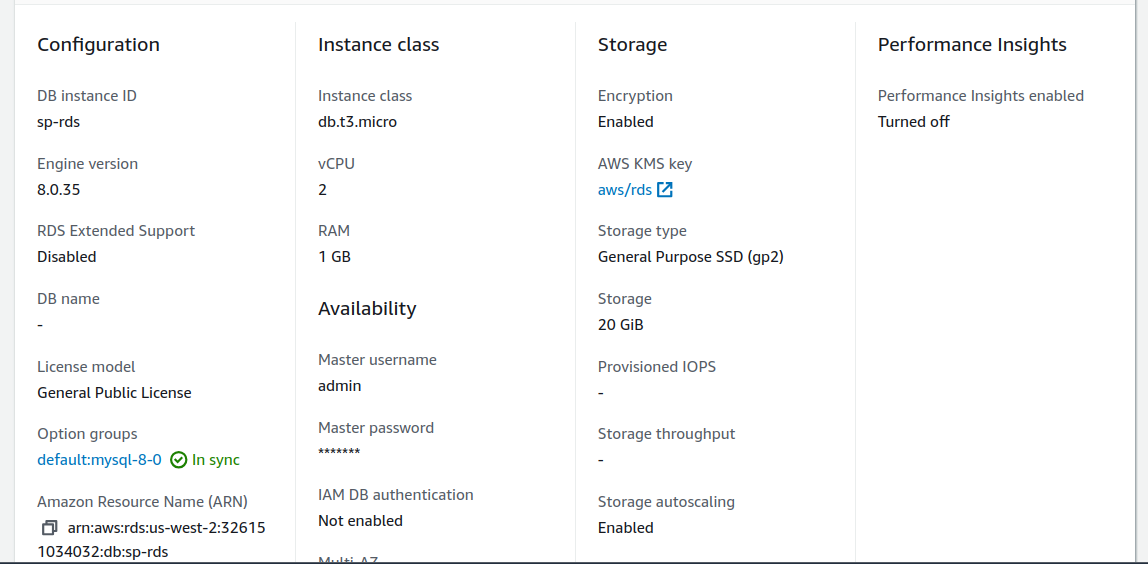 Configuration
DB instance ID
sp-rds
Engine version
8.0.35
RDS Extended Support
Disabled
DB name
-
License model
General Public License
Option groups
default:mysql-8-0 In sync
Amazon Resource Name (ARN)
arn:aws:rds:us-west-2:32615
1034032:db:sp-rds
Instance class
Instance class
db.t3.micro
vCPU
2
RAM
1 GB
Availability
Master username
admin
Master password
*******
IAM DB authentication
Not enabled
Multi-AZ
Storage
Encryption
Enabled
AWS KMS key
aws/rds
Storage type
General Purpose SSD (gp2)
Storage
20 GiB
Provisioned IOPS
-
Storage throughput
-
Storage autoscaling
Enabled
Performance Insights
Performance Insights enabled
Turned off